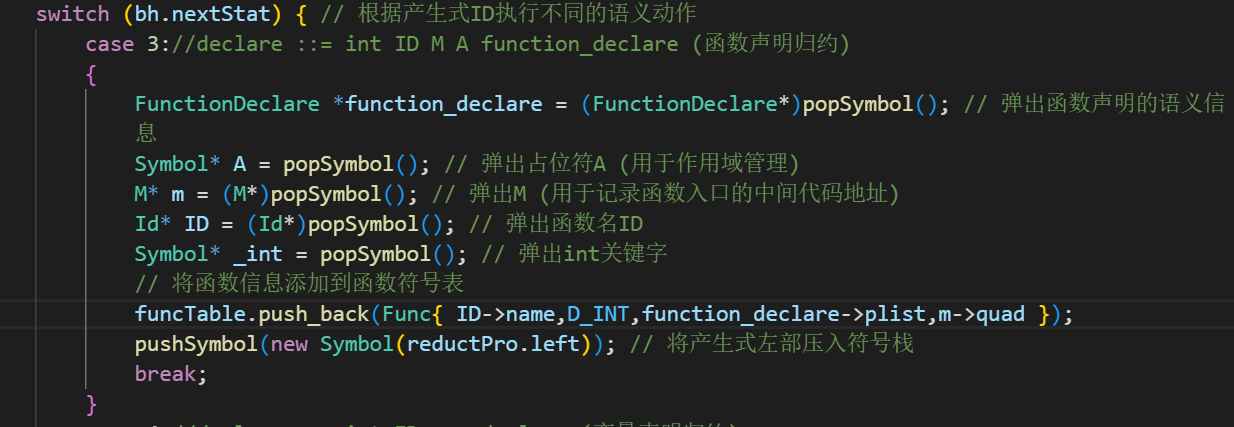 switch (bh.nextStat) { // 根据产生式ID执行不同的语义动作
case 3://declare ::= int ID M A function_declare (函数声明归约)
{
FunctionDeclare *function_declare = (FunctionDeclare*)popSymbol(); // 弹出函数声明的语义信
息
Symbol* A = popSymbol(); // 弹出占位符A (用于作用域管理)
M* m = (M*)popSymbol(); // 弹出M (用于记录函数入口的中间代码地址)
Id* ID = (Id*)popSymbol(); // 弹出函数名ID
Symbol* _int = popSymbol(); // 弹出int关键字
// 将函数信息添加到函数符号表
funcTable.push_back(Func{ ID->name,D_INT,function_declare->plist,m->quad });
pushSymbol(new Symbol(reductPro.left)); // 将产生式左部压入符号栈
break;
}